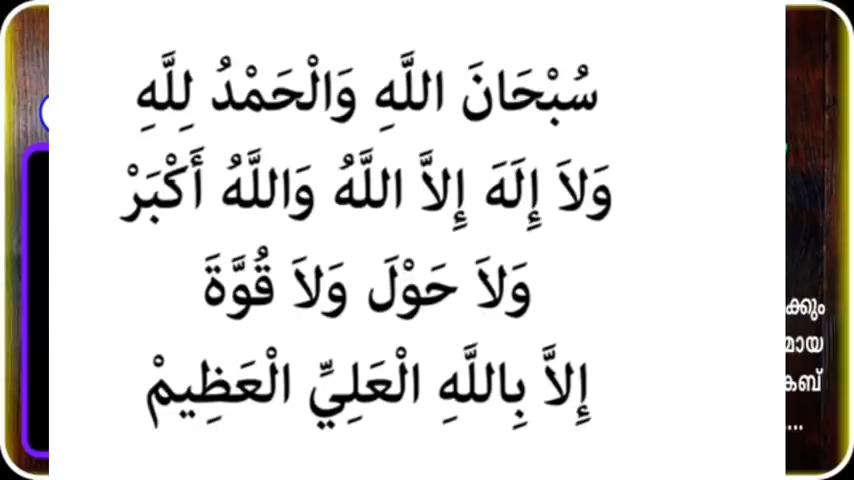 سُبْحَانَ اللَّهِ وَالْحَمْدُ لِلَّهِ
وَلاَ إِلَهَ إِلاَّ اللَّهُ وَاللَّهُ أَكْبَرْ
وَلاَ حَوْلَ وَلاَ قُوَّةَ
إِلاَّ بِاللَّهِ الْعَلِيِّ الْعَظِيمْ